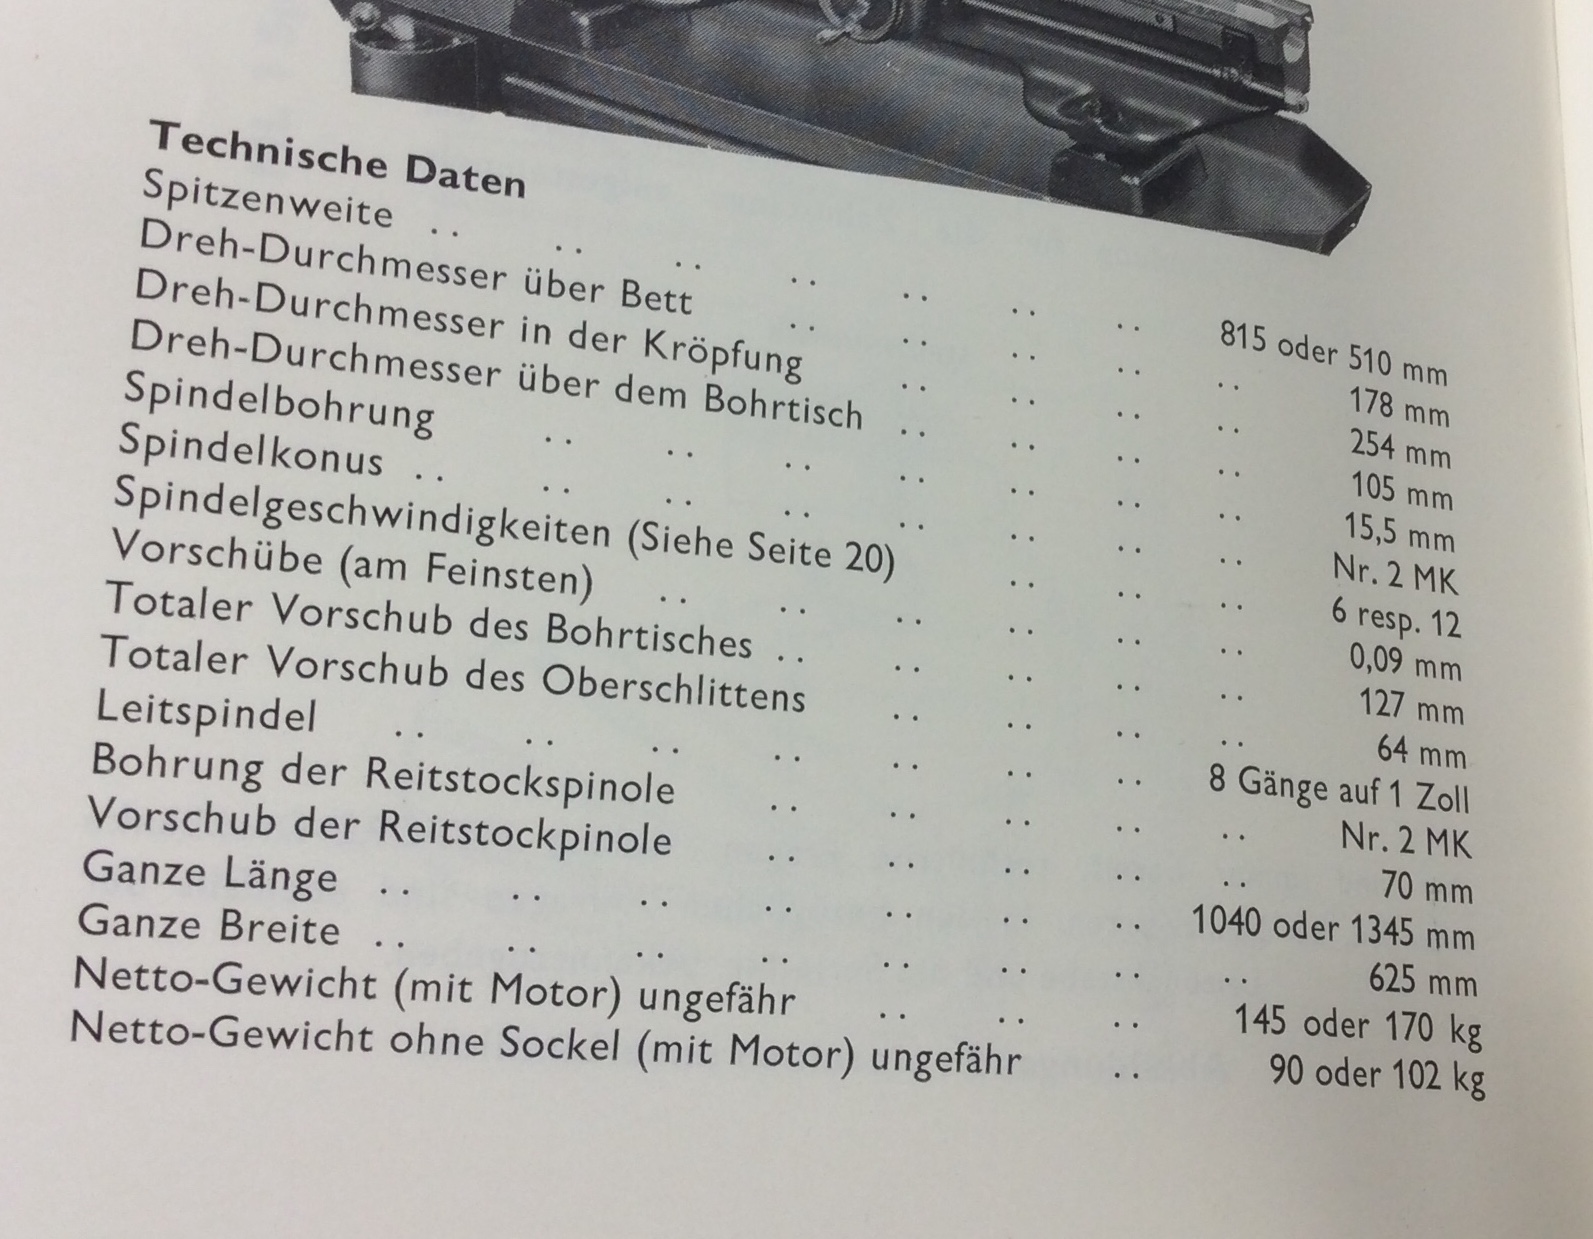 Technische Daten
Spitzenweite .. .. .. .. .. .. .. 815 oder 510 mm
Dreh-Durchmesser über Bett .. .. .. .. .. 178 mm
Dreh-Durchmesser in der Kröpfung .. .. .. .. 254 mm
Dreh-Durchmesser über dem Bohrtisch .. .. .. .. 105 mm
Spindelbohrung .. .. .. .. .. .. .. 15,5 mm
Spindelkonus .. .. .. .. .. .. .. .. Nr. 2 MK
Spindelgeschwindigkeiten (Siehe Seite 20) .. .. .. 6 resp. 12
Vorschübe (am Feinsten) .. .. .. .. .. .. 0,09 mm
Totaler Vorschub des Bohrtisches .. .. .. .. .. 127 mm
Totaler Vorschub des Oberschlittens .. .. .. .. 64 mm
Leitspindel .. .. .. .. .. .. .. 8 Gänge auf 1 Zoll
Bohrung der Reitstockspinole .. .. .. .. .. Nr. 2 MK
Vorschub der Reitstockpinole .. .. .. .. .. 70 mm
Ganze Länge .. .. .. .. .. .. .. 1040 oder 1345 mm
Ganze Breite .. .. .. .. .. .. .. .. 625 mm
Netto-Gewicht (mit Motor) ungefähr .. .. .. 145 oder 170 kg
Netto-Gewicht ohne Sockel (mit Motor) ungefähr .. 90 oder 102 kg